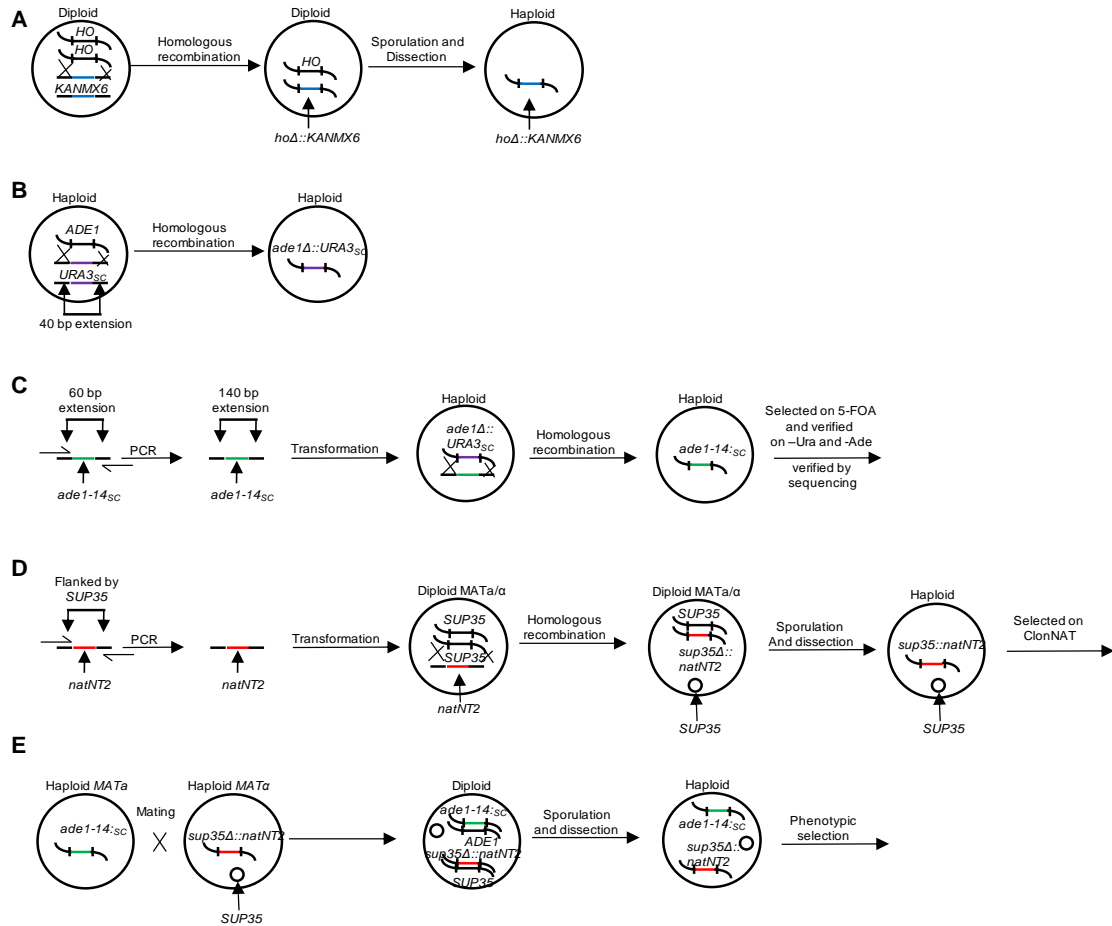 A
Diploid
HO
HO
KANMX6
Homologous
recombination
Diploid
HO
hoΔ::KANMX6
Sporulation and
Dissection
Haploid
hoΔ::KANMX6
B
Haploid
ADE1
URA3SC
40 bp extension
Homologous
recombination
Haploid
ade1Δ::URA3SC
C
60 bp
extension
ade1-14SC
PCR
140 bp
extension
ade1-14SC
Transformation
Haploid
ade1Δ::
URA3SC
Homologous
recombination
Haploid
ade1-14:SC
Selected on 5-FOA
and verified
on –Ura and -Ade
verified by
sequencing
D
Flanked by
SUP35
natNT2
PCR
natNT2
Transformation
Diploid MATa/α
SUP35
SUP35
natNT2
Homologous
recombination
Diploid MATa/α
SUP35
sup35Δ::
natNT2
SUP35
Sporulation
And dissection
Haploid
sup35::natNT2
SUP35
Selected on
ClonNAT
E
Haploid MATa
ade1-14:SC
Mating
Haploid MATα
sup35Δ::natNT2
SUP35
Diploid
ade1-14:SC
ADE1
sup35Δ::natNT2
SUP35
Sporulation
and dissection
Haploid
ade1-14:SC
sup35Δ::
natNT2
Phenotypic
selection